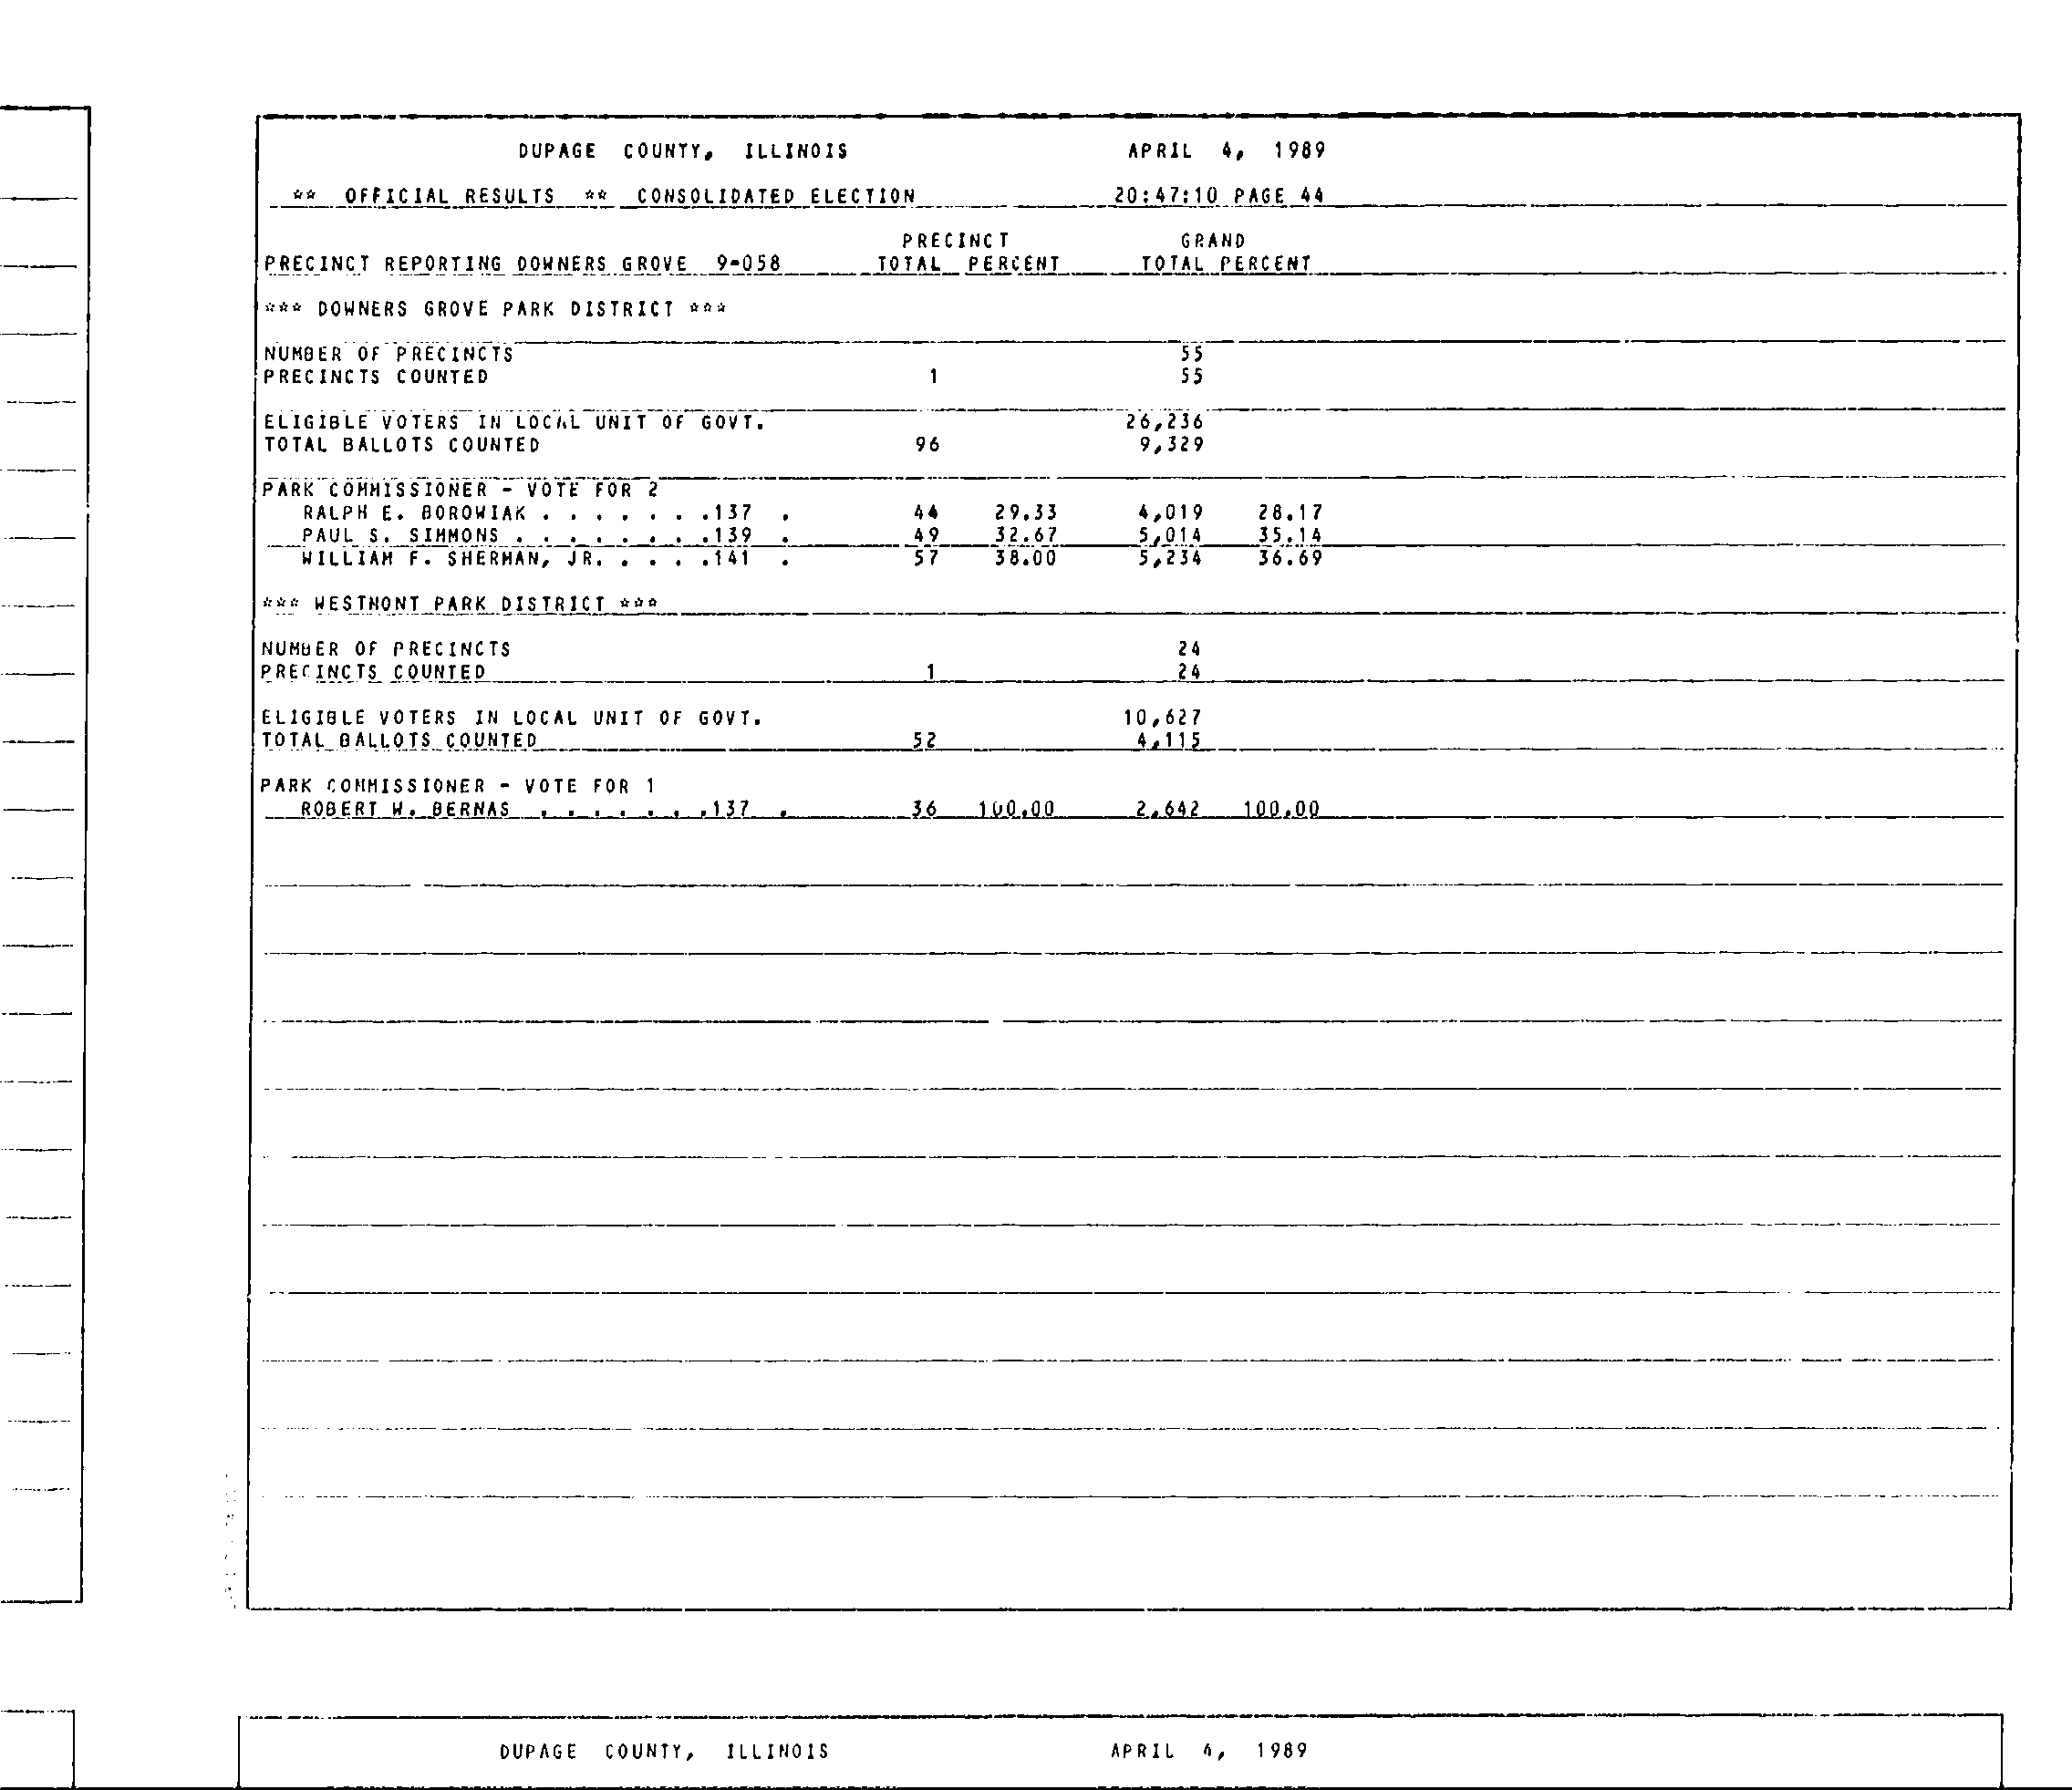 DUPAGE COUNTY, ILLINOIS APRIL 4, 1989
** OFFICIAL RESULTS ** CONSOLIDATED ELECTION 20:47:10 PAGE 44
PRECINCT GRAND
PRECINCT REPORTING DOWNERS GROVE 9-058 TOTAL PERCENT TOTAL PERCENT
*** DOWNERS GROVE PARK DISTRICT ***
NUMBER OF PRECINCTS 55
PRECINCTS COUNTED 1 55
ELIGIBLE VOTERS IN LOCAL UNIT OF GOVT. 26,236
TOTAL BALLOTS COUNTED 96 9,329
PARK COMMISSIONER - VOTE FOR 2
RALPH E. BOROWIAK . . . . . . .137 . 44 29.33 4,019 28.17
PAUL S. SIMMONS . . . . . . . .139 . 49 32.67 5,014 35.14
WILLIAM F. SHERMAN, JR. . . . .141 . 57 38.00 5,234 36.69
*** WESTMONT PARK DISTRICT ***
NUMBER OF PRECINCTS 24
PRECINCTS COUNTED 1 24
ELIGIBLE VOTERS IN LOCAL UNIT OF GOVT. 10,627
TOTAL BALLOTS COUNTED 52 4,115
PARK COMMISSIONER - VOTE FOR 1
ROBERT W. BERNAS . . . . . . .137 . 36 100.00 2,642 100.00
DUPAGE COUNTY, ILLINOIS APRIL 4, 1989